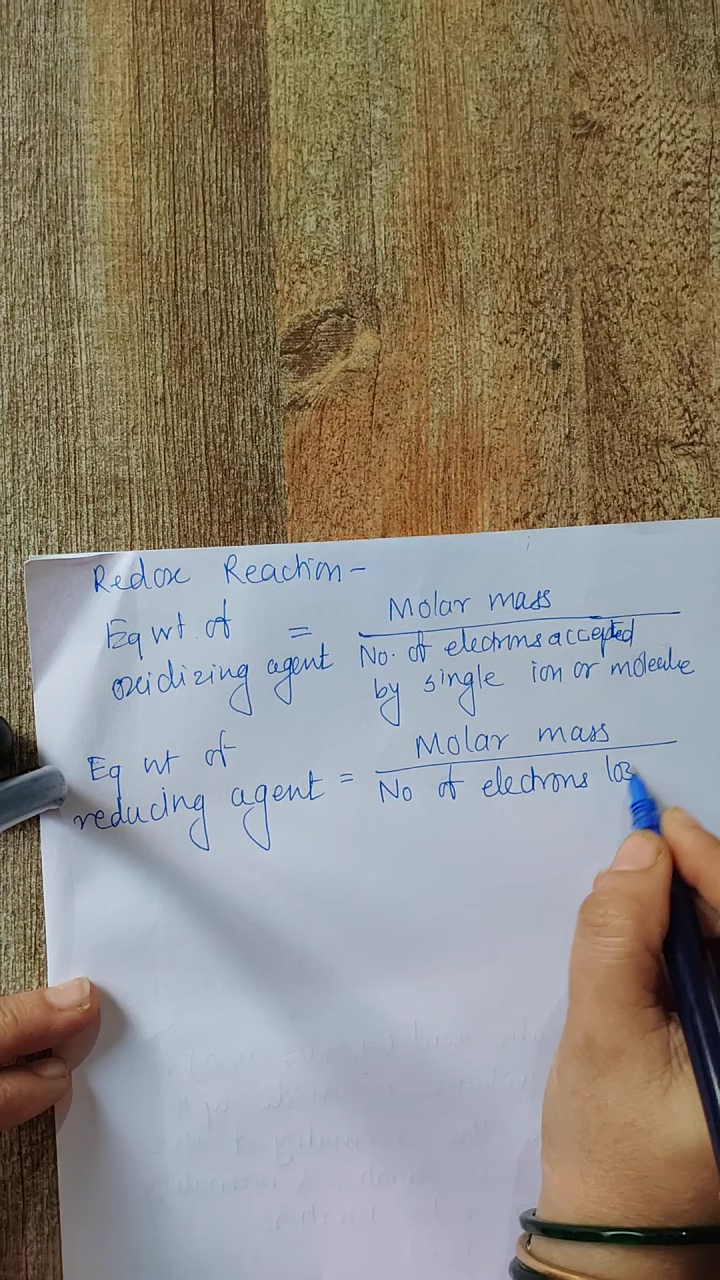 Redox Reaction -
Eq wt. of oxidizing agent = Molar mass
No. of electrons accepted
by single ion or molecule
Eq wt of reducing agent = Molar mass
No of electrons los